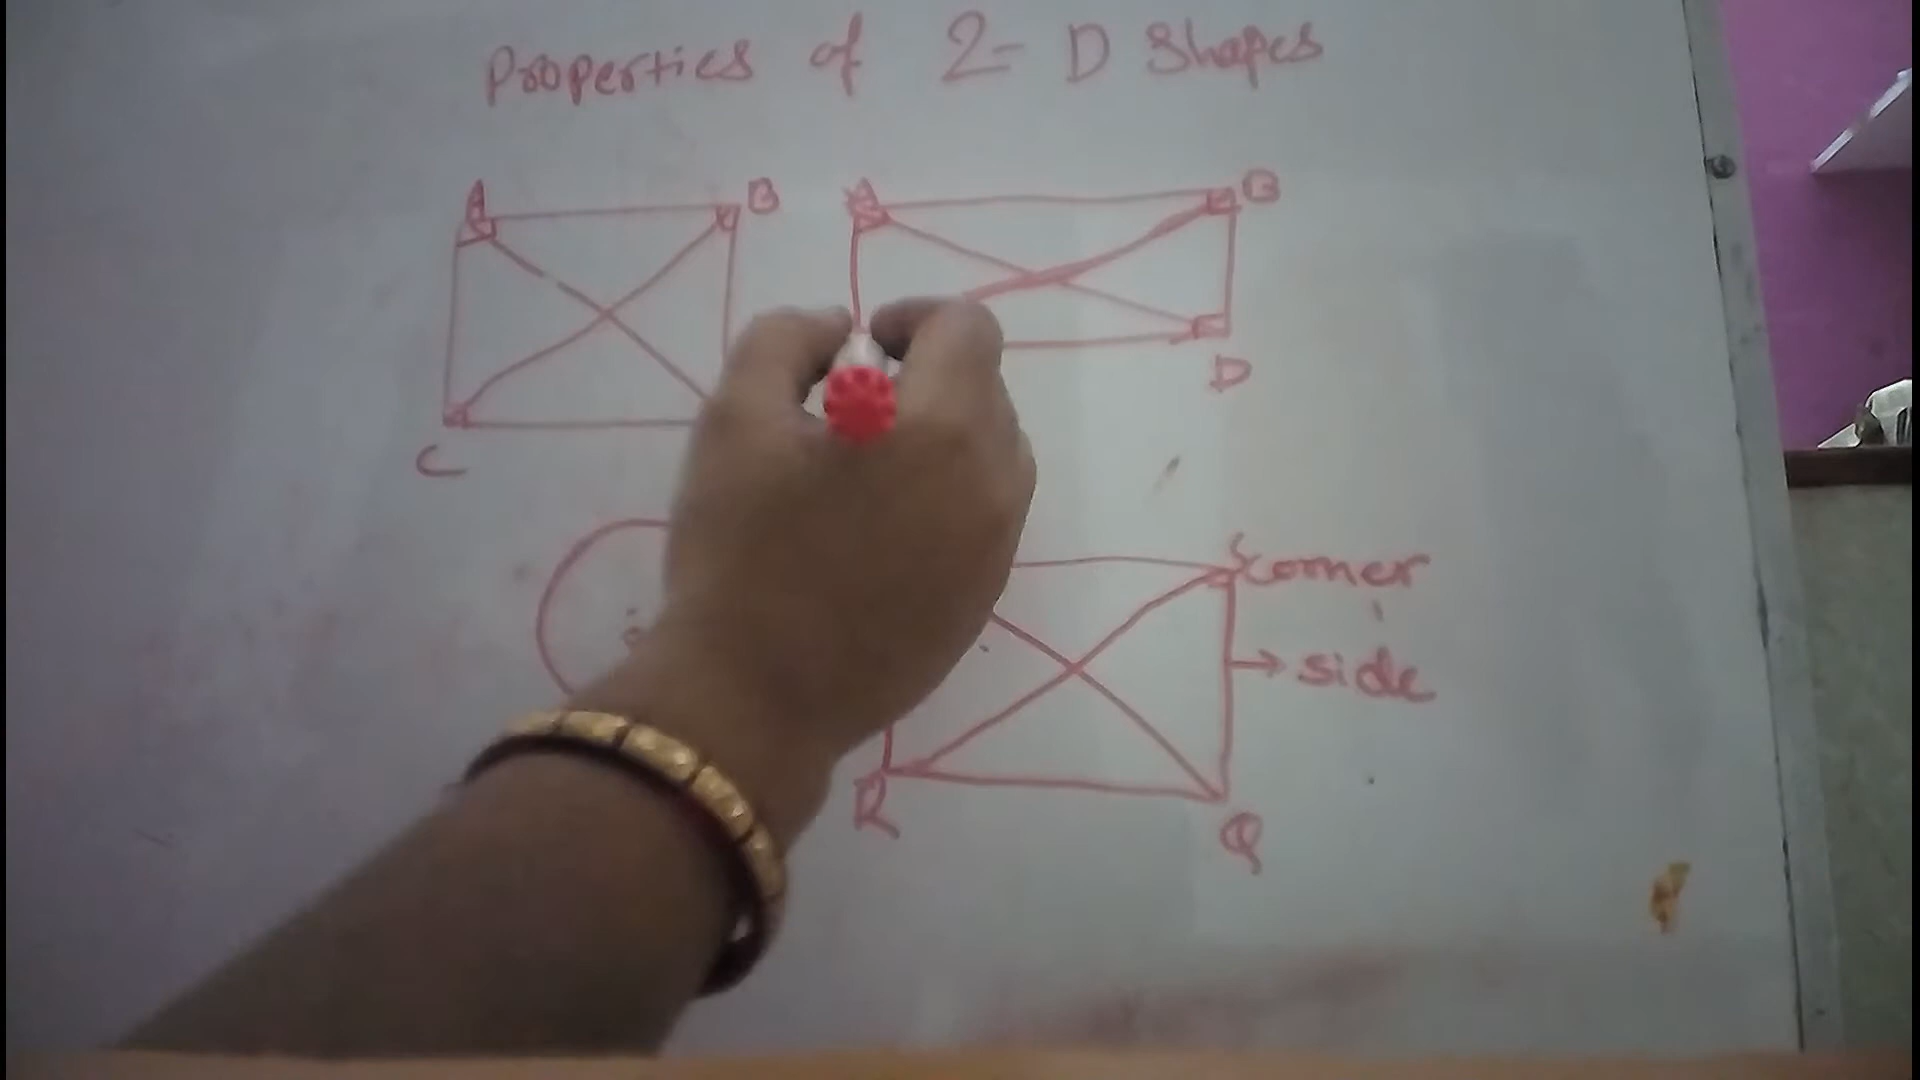 Properties of 2-D Shapes
A B A B
D
C
S corner
side
R Q